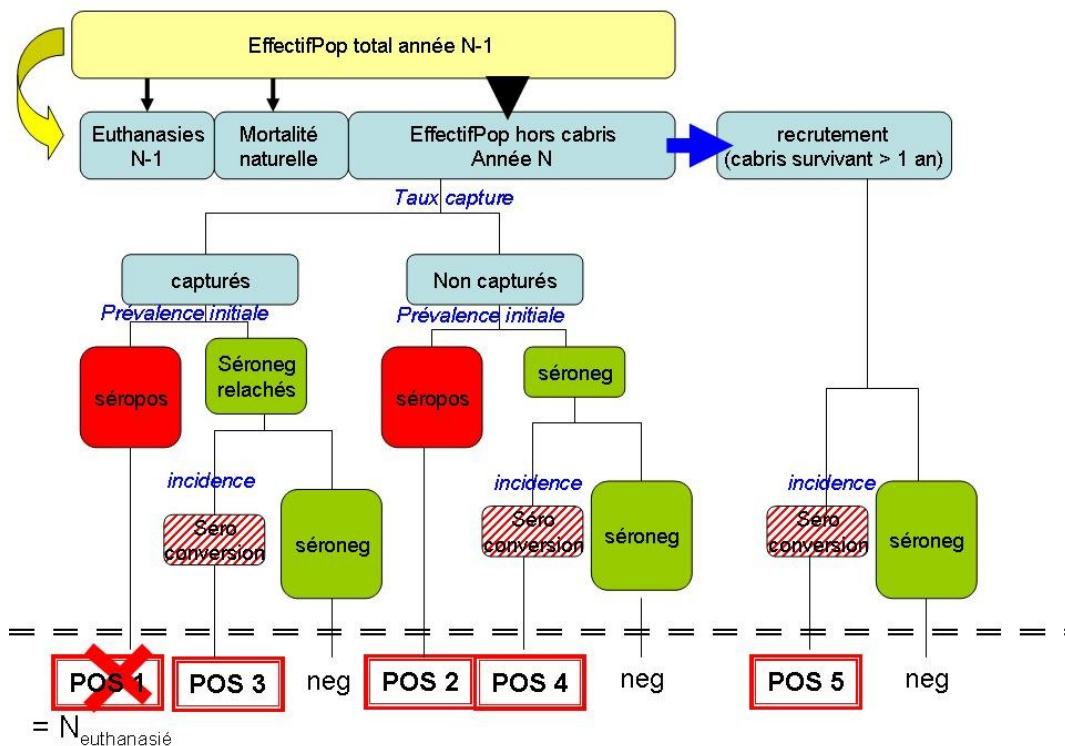 EffectifPop total année N-1
Euthanasies
N-1
Mortalité
naturelle
EffectifPop hors cabris
Année N
recrutement
(cabris survivant > 1 an)
Taux capture
capturés
Non capturés
Prévalence initiale
Prévalence initiale
séropos
Séroneg
relachés
séropos
séroneg
incidence
incidence
incidence
Séro
conversion
séroneg
Séro
conversion
séroneg
Séro
conversion
séroneg
POS 1
POS 3
neg
POS 2
POS 4
neg
POS 5
neg
= Neuthanasié